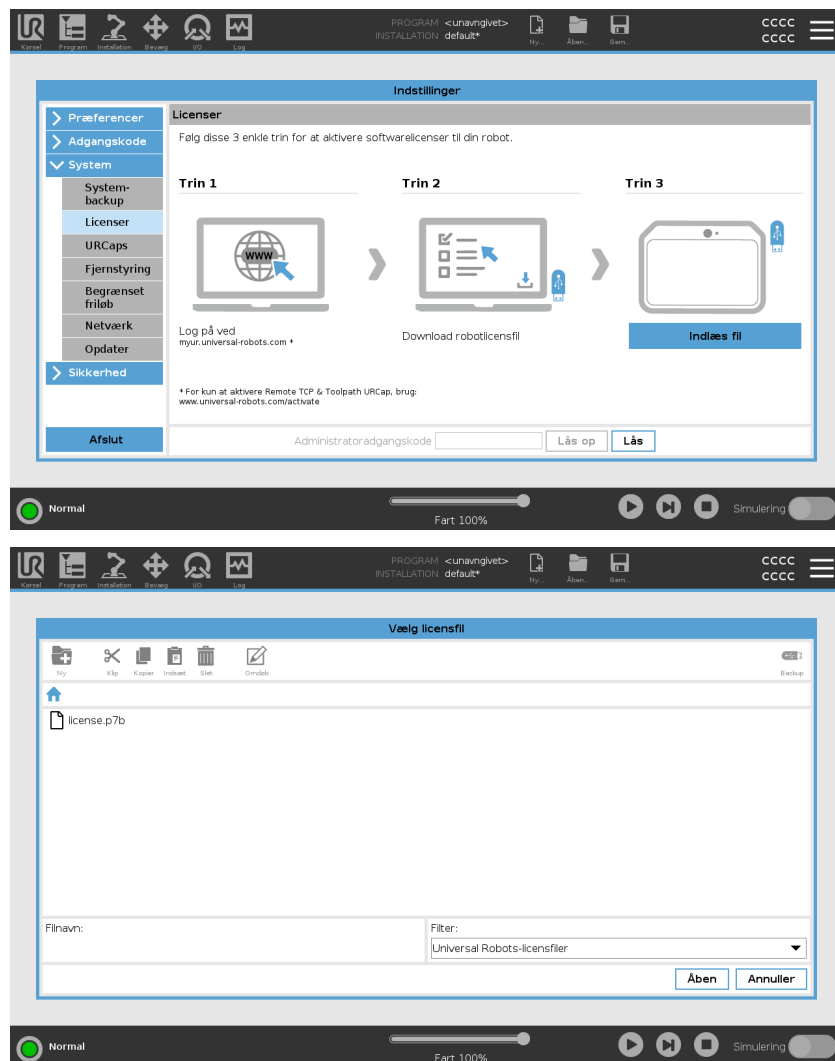 PROGRAM <unavngivet>
INSTALLATION default*
Kørsel Program Installation Bevæg I/O Log
Ny... Åben... Gem...
cccc
cccc
Indstillinger
Præferencer
Adgangskode
System
System-
backup
Licenser
URCaps
Fjernstyring
Begrænset
friløb
Netværk
Opdater
Sikkerhed
Afslut
Licenser
Følg disse 3 enkle trin for at aktivere softwarelicenser til din robot.
Trin 1
Trin 2
Trin 3
www
Log på ved
myur.universal-robots.com *
Download robotlicensfil
Indlæs fil
* For kun at aktivere Remote TCP & Toolpath URCap, brug:
www.universal-robots.com/activate
Administratoradgangskode Lås op Lås
Normal
Fart 100%
Simulering
PROGRAM <unavngivet>
INSTALLATION default*
Kørsel Program Installation Bevæg I/O Log
Ny... Åben... Gem...
cccc
cccc
Vælg licensfil
Ny Klip Kopier Indsæt Slet Omdøb Backup
license.p7b
Filnavn:
Filter:
Universal Robots-licensfiler
Åben Annuller
Normal
Fart 100%
Simulering